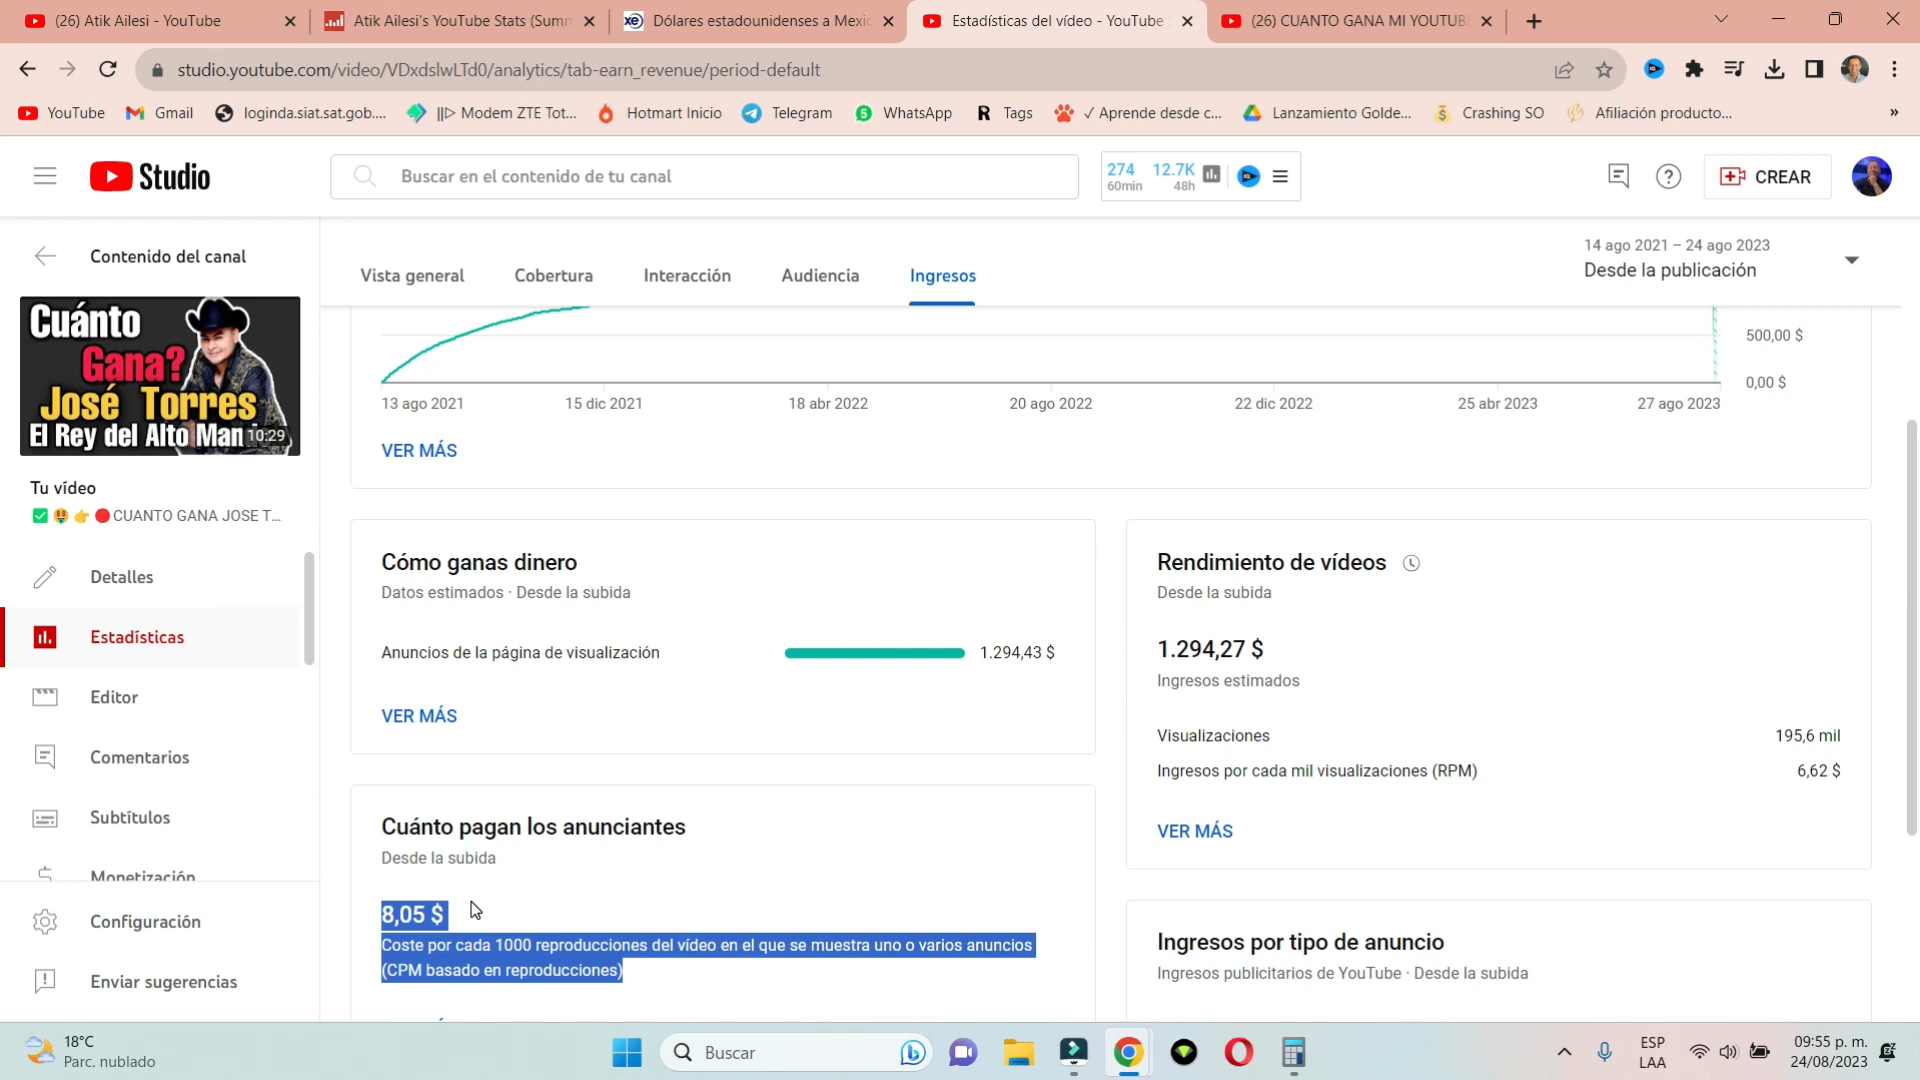 (26) Atik Ailesi - YouTube
Atik Ailesi's YouTube Stats (Sum
Dólares estadounidenses a Mexic
Estadísticas del vídeo - YouTube
(26) CUANTO GANA MI YOUTUB
studio.youtube.com/video/VDxdslwLTd0/analytics/tab-earn_revenue/period-default
YouTube
Gmail
loginda.siat.sat.gob....
||▷ Modem ZTE Tot...
Hotmart Inicio
Telegram
WhatsApp
R Tags
✓ Aprende desde c...
Lanzamiento Golde...
Crashing SO
Afiliación producto...
»
Studio
Buscar en el contenido de tu canal
274 12.7K
60min 48h
CREAR
Contenido del canal
Vista general
Cobertura
Interacción
Audiencia
Ingresos
14 ago 2021 – 24 ago 2023
Desde la publicación
Cuánto
Gana?
José Torres
El Rey del Alto Man
10:29
Tu vídeo
✅ 🤑 👉 🔴CUANTO GANA JOSE T...
Detalles
Estadísticas
Editor
Comentarios
Subtítulos
Monetización
Configuración
Enviar sugerencias
500,00 $
0,00 $
13 ago 2021 15 dic 2021 18 abr 2022 20 ago 2022 22 dic 2022 25 abr 2023 27 ago 2023
VER MÁS
Cómo ganas dinero
Datos estimados · Desde la subida
Anuncios de la página de visualización 1.294,43 $
VER MÁS
Cuánto pagan los anunciantes
Desde la subida
8,05 $
Coste por cada 1000 reproducciones del vídeo en el que se muestra uno o varios anuncios
(CPM basado en reproducciones)
Rendimiento de vídeos
Desde la subida
1.294,27 $
Ingresos estimados
Visualizaciones 195,6 mil
Ingresos por cada mil visualizaciones (RPM) 6,62 $
VER MÁS
Ingresos por tipo de anuncio
Ingresos publicitarios de YouTube · Desde la subida
18°C
Parc. nublado
Buscar
ESP
LAA
09:55 p. m.
24/08/2023